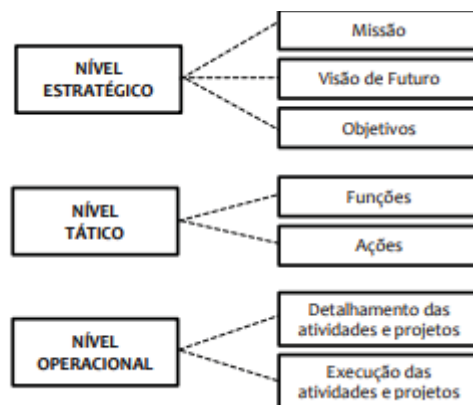 NÍVEL
ESTRATÉGICO
Missão
Visão de Futuro
Objetivos
NÍVEL
TÁTICO
Funções
Ações
NÍVEL
OPERACIONAL
Detalhamento das
atividades e projetos
Execução das
atividades e projetos